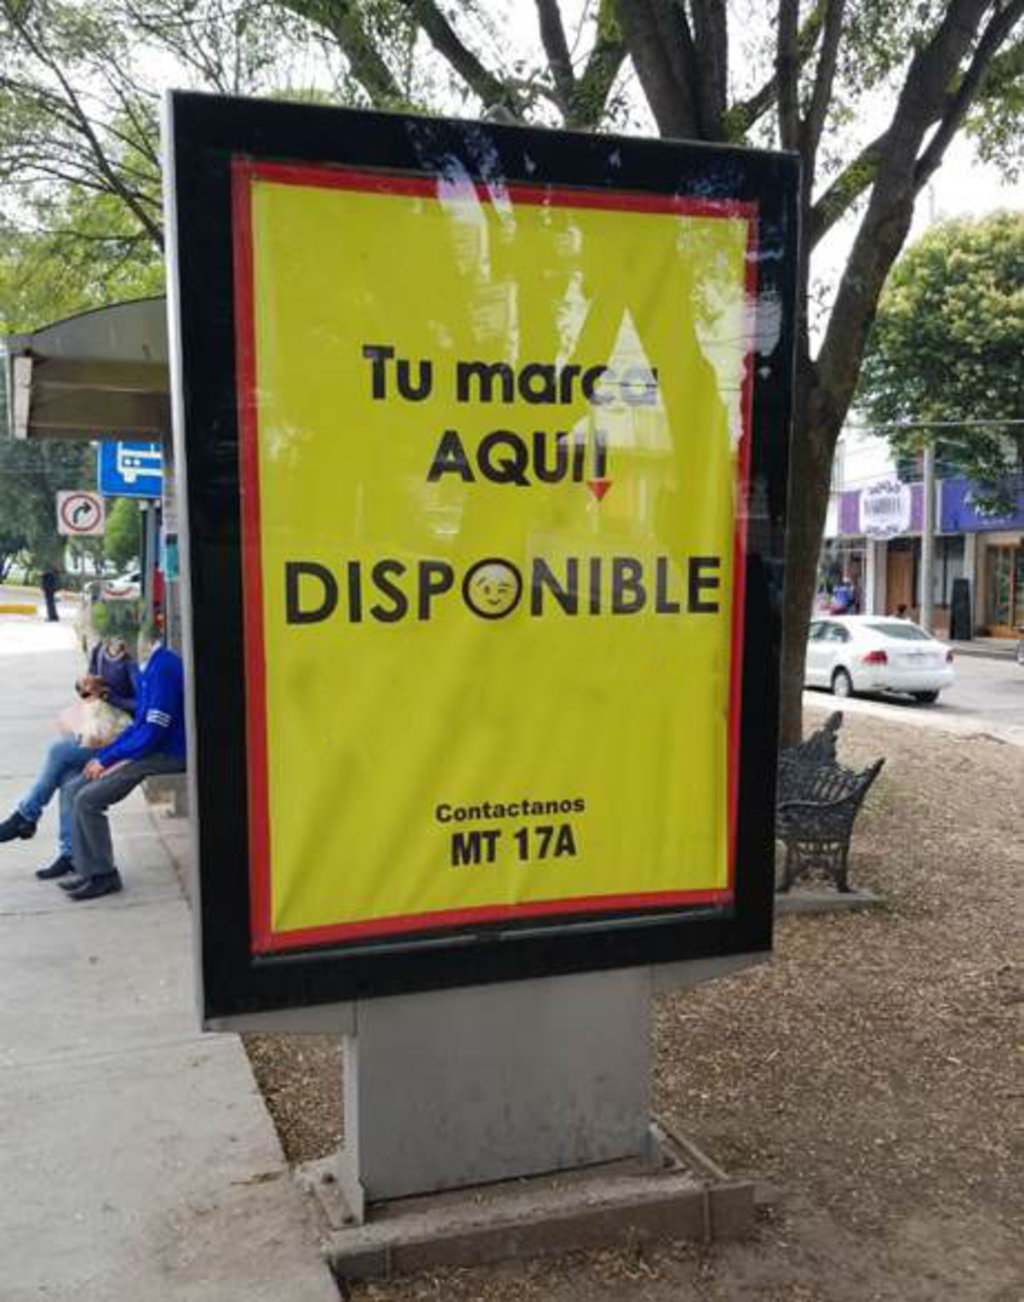 Tu marca
AQUI!
DISPONIBLE
Contactanos
MT 17A